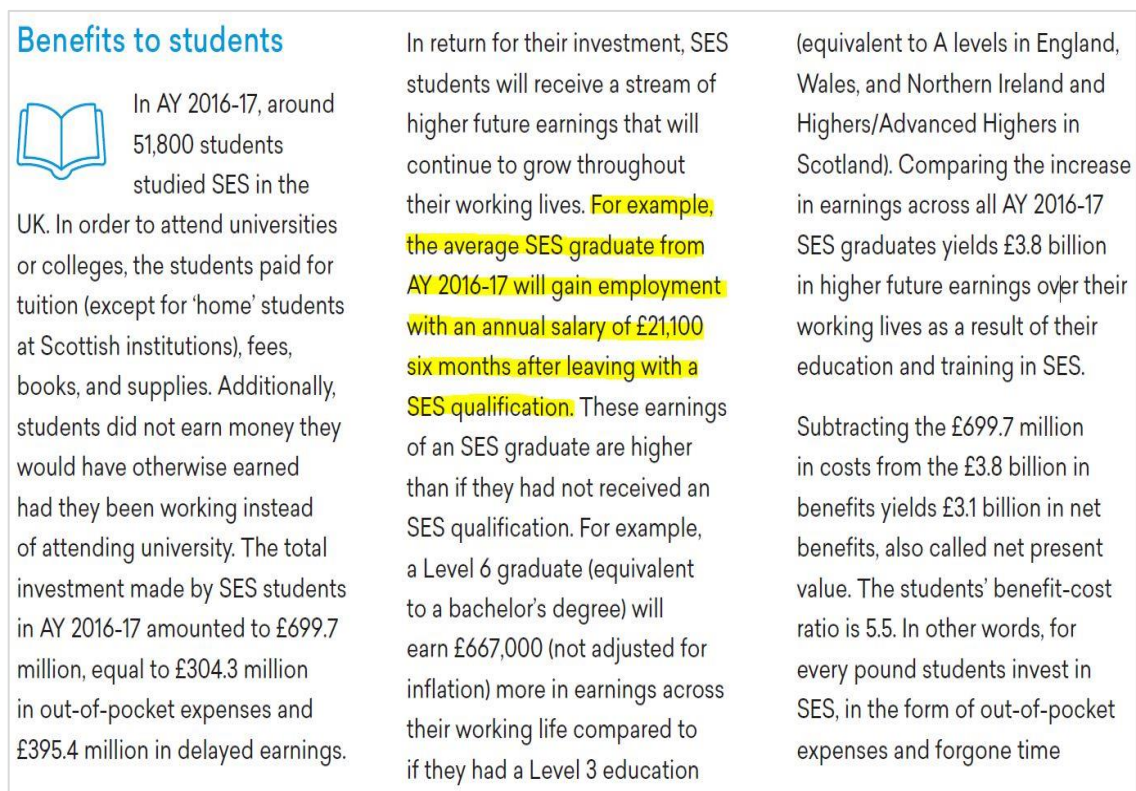 Benefits to students
In AY 2016-17, around
51,800 students
studied SES in the
UK. In order to attend universities
or colleges, the students paid for
tuition (except for ‘home’ students
at Scottish institutions), fees,
books, and supplies. Additionally,
students did not earn money they
would have otherwise earned
had they been working instead
of attending university. The total
investment made by SES students
in AY 2016-17 amounted to £699.7
million, equal to £304.3 million
in out-of-pocket expenses and
£395.4 million in delayed earnings.
In return for their investment, SES
students will receive a stream of
higher future earnings that will
continue to grow throughout
their working lives. For example,
the average SES graduate from
AY 2016-17 will gain employment
with an annual salary of £21,100
six months after leaving with a
SES qualification. These earnings
of an SES graduate are higher
than if they had not received an
SES qualification. For example,
a Level 6 graduate (equivalent
to a bachelor’s degree) will
earn £667,000 (not adjusted for
inflation) more in earnings across
their working life compared to
if they had a Level 3 education
(equivalent to A levels in England,
Wales, and Northern Ireland and
Highers/Advanced Highers in
Scotland). Comparing the increase
in earnings across all AY 2016-17
SES graduates yields £3.8 billion
in higher future earnings over their
working lives as a result of their
education and training in SES.
Subtracting the £699.7 million
in costs from the £3.8 billion in
benefits yields £3.1 billion in net
benefits, also called net present
value. The students’ benefit-cost
ratio is 5.5. In other words, for
every pound students invest in
SES, in the form of out-of-pocket
expenses and forgone time